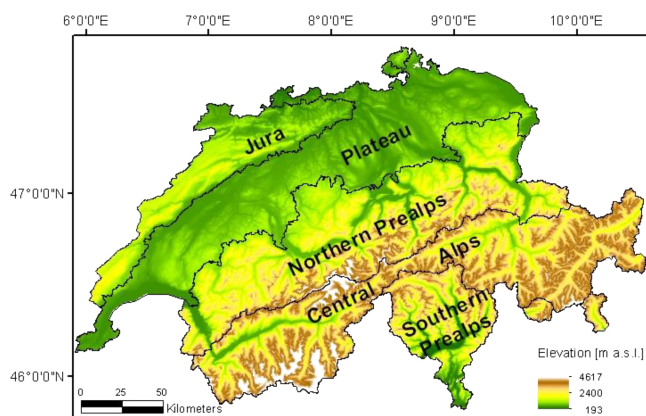 6°0'0"E
7°0'0"E
8°0'0"E
9°0'0"E
10°0'0"E
47°0'0"N
46°0'0"N
Jura
Plateau
Northern Prealps
Central Alps
Southern
Prealps
Elevation [m a.s.l.]
4617
2400
193
0 25 50
Kilometers